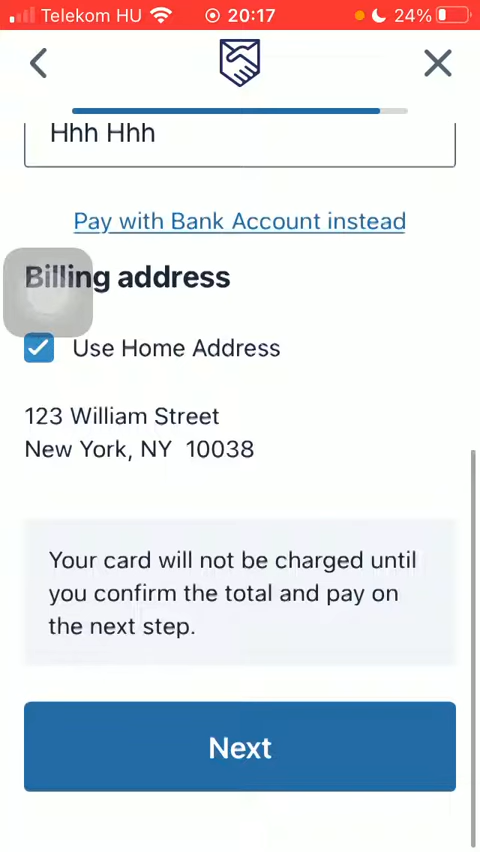 Telekom HU 20:17 24%
Hhh Hhh
Pay with Bank Account instead
Billing address
Use Home Address
123 William Street
New York, NY 10038
Your card will not be charged until
you confirm the total and pay on
the next step.
Next